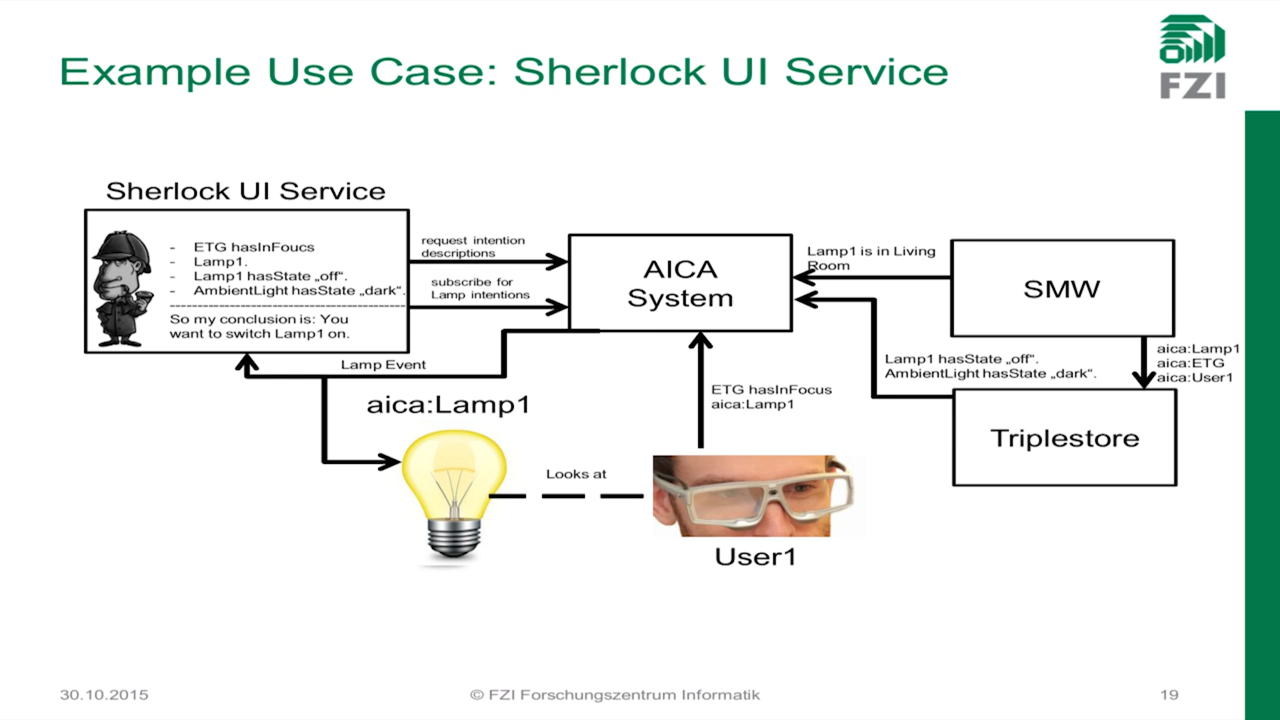 Example Use Case: Sherlock UI Service
FZI
Sherlock UI Service
- ETG hasInFoucs
- Lamp1.
- Lamp1 hasState „off“.
- AmbientLight hasState „dark“.
So my conclusion is: You
want to switch Lamp1 on.
request intention
descriptions
subscribe for
Lamp intentions
AICA
System
Lamp1 is in Living
Room
SMW
aica:Lamp1
aica:ETG
aica:User1
Lamp1 hasState „off“.
AmbientLight hasState „dark“.
Triplestore
Lamp Event
aica:Lamp1
ETG hasInFocus
aica:Lamp1
Looks at
User1
30.10.2015
© FZI Forschungszentrum Informatik
19